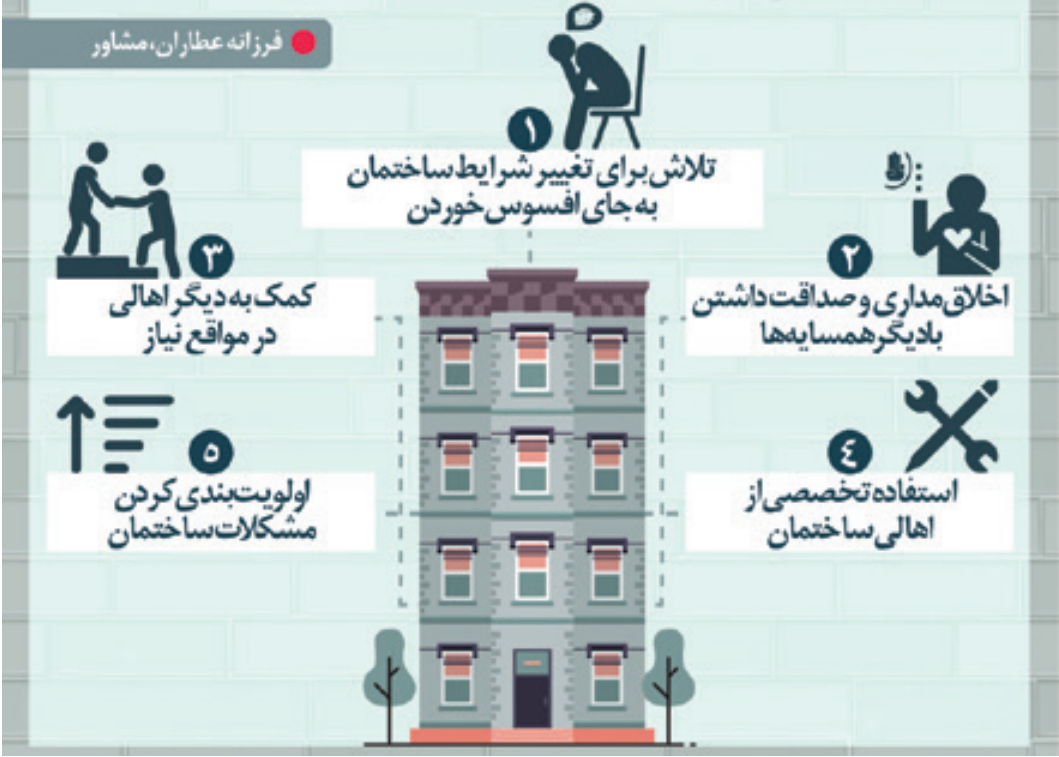 فرزانه عطاران، مشاور
۱
تلاش برای تغییر شرایط ساختمان
به جای افسوس خوردن
۲
اخلاق‌مداری و صداقت داشتن
با دیگر همسایه‌ها
۳
کمک به دیگر اهالی
در مواقع نیاز
٤
استفاده تخصصی از
اهالی ساختمان
۵
اولویت‌بندی کردن
مشکلات ساختمان